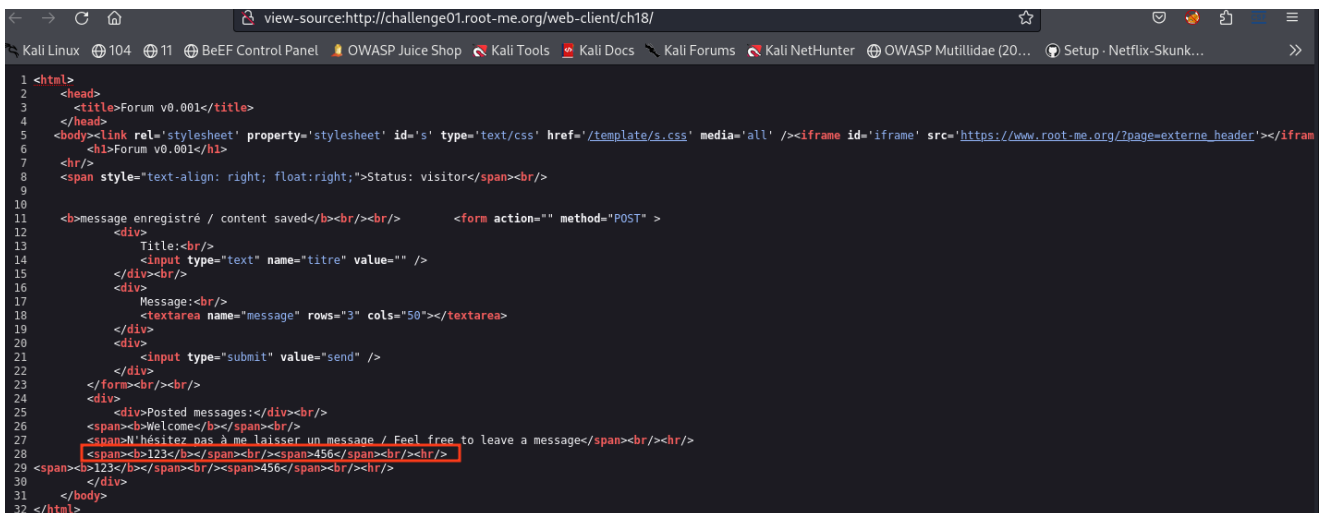 view-source:http://challenge01.root-me.org/web-client/ch18/
Kali Linux 104 11 BeEF Control Panel OWASP Juice Shop Kali Tools Kali Docs Kali Forums Kali NetHunter OWASP Mutillidae (20... Setup · Netflix-Skunk...
1 <html>
2 <head>
3 <title>Forum v0.001</title>
4 </head>
5 <body><link rel='stylesheet' property='stylesheet' id='s' type='text/css' href='/template/s.css' media='all' /><iframe id='iframe' src='https://www.root-me.org/?page=externe_header'></ifram
6 <h1>Forum v0.001</h1>
7 <hr/>
8 <span style="text-align: right; float:right;">Status: visitor</span><br/>
9
10
11 <b>message enregistré / content saved</b><br/><br/> <form action="" method="POST" >
12 <div>
13 Title:<br/>
14 <input type="text" name="titre" value="" />
15 </div><br/>
16 <div>
17 Message:<br/>
18 <textarea name="message" rows="3" cols="50"></textarea>
19 </div>
20 <div>
21 <input type="submit" value="send" />
22 </div>
23 </form><br/><br/>
24 <div>
25 <div>Posted messages:</div><br/>
26 <span><b>Welcome</b></span><br/>
27 <span>N'hésitez pas à me laisser un message / Feel free to leave a message</span><br/><hr/>
28 <span><b>123</b></span><br/><span>456</span><br/><hr/>
29 <span><b>123</b></span><br/><span>456</span><br/><hr/>
30 </div>
31 </body>
32 </html>